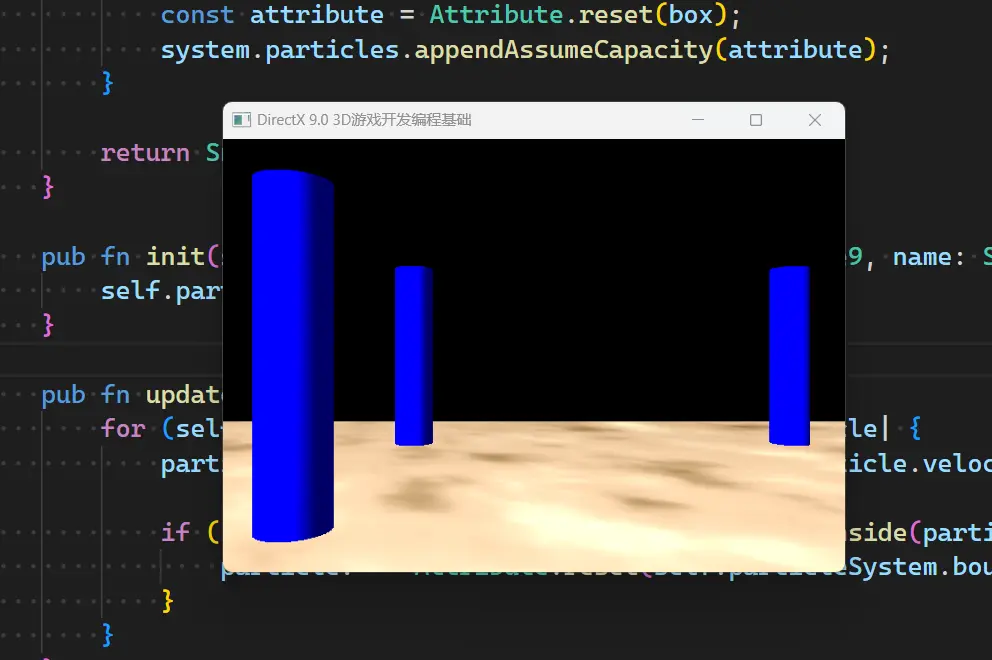 const attribute = Attribute.reset(box);
system.particles.appendAssumeCapacity(attribute);
}
DirectX 9.0 3D游戏开发编程基础
return S
}
pub fn init( 9, name: S
self.par
}
pub fn update
for (sel cle| {
part icle.veloc
if ( side(parti
particle. Attribute.reset(self.particleSystem.bou
}
}